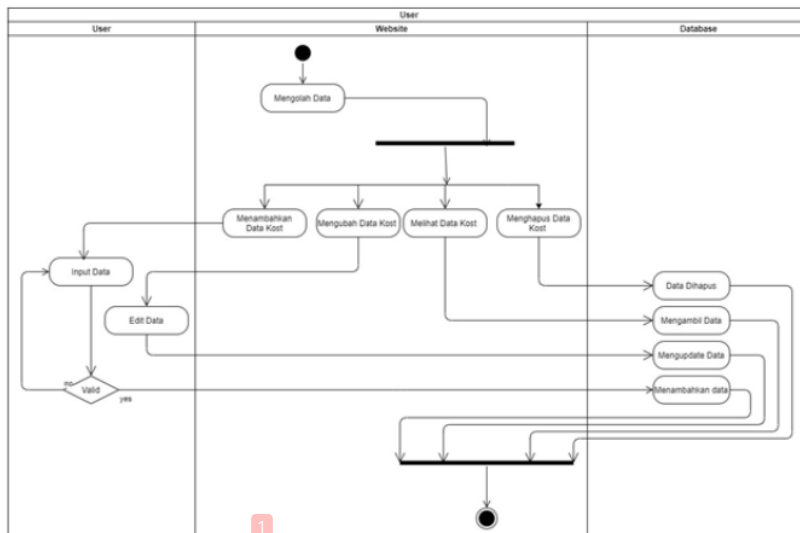 User
User
Website
Database
Mengolah Data
Menambahkan
Data Kost
Mengubah Data Kost
Melihat Data Kost
Menghapus Data
Kost
Input Data
Data Dihapus
Edit Data
Mengambil Data
Mengupdate Data
no
Valid
yes
Menambahkan data
1